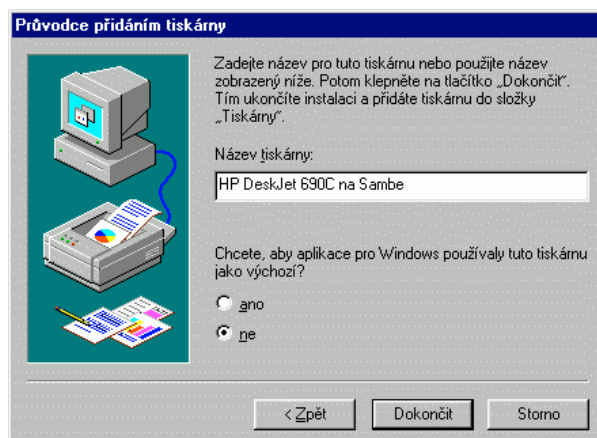 Průvodce přidáním tiskárny
Zadejte název pro tuto tiskárnu nebo použijte název
zobrazený níže. Potom klepněte na tlačítko „Dokončit“.
Tím ukončíte instalaci a přidáte tiskárnu do složky
„Tiskárny“.
Název tiskárny:
HP DeskJet 690C na Sambe
Chcete, aby aplikace pro Windows používaly tuto tiskárnu
jako výchozí?
ano
ne
< Zpět
Dokončit
Storno